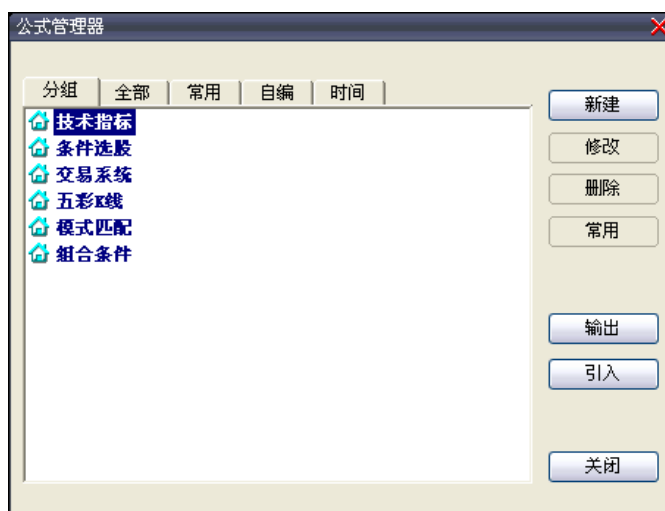 公式管理器
分组 全部 常用 自编 时间
技术指标
条件选股
交易系统
五彩K线
模式匹配
组合条件
新建
修改
删除
常用
输出
引入
关闭